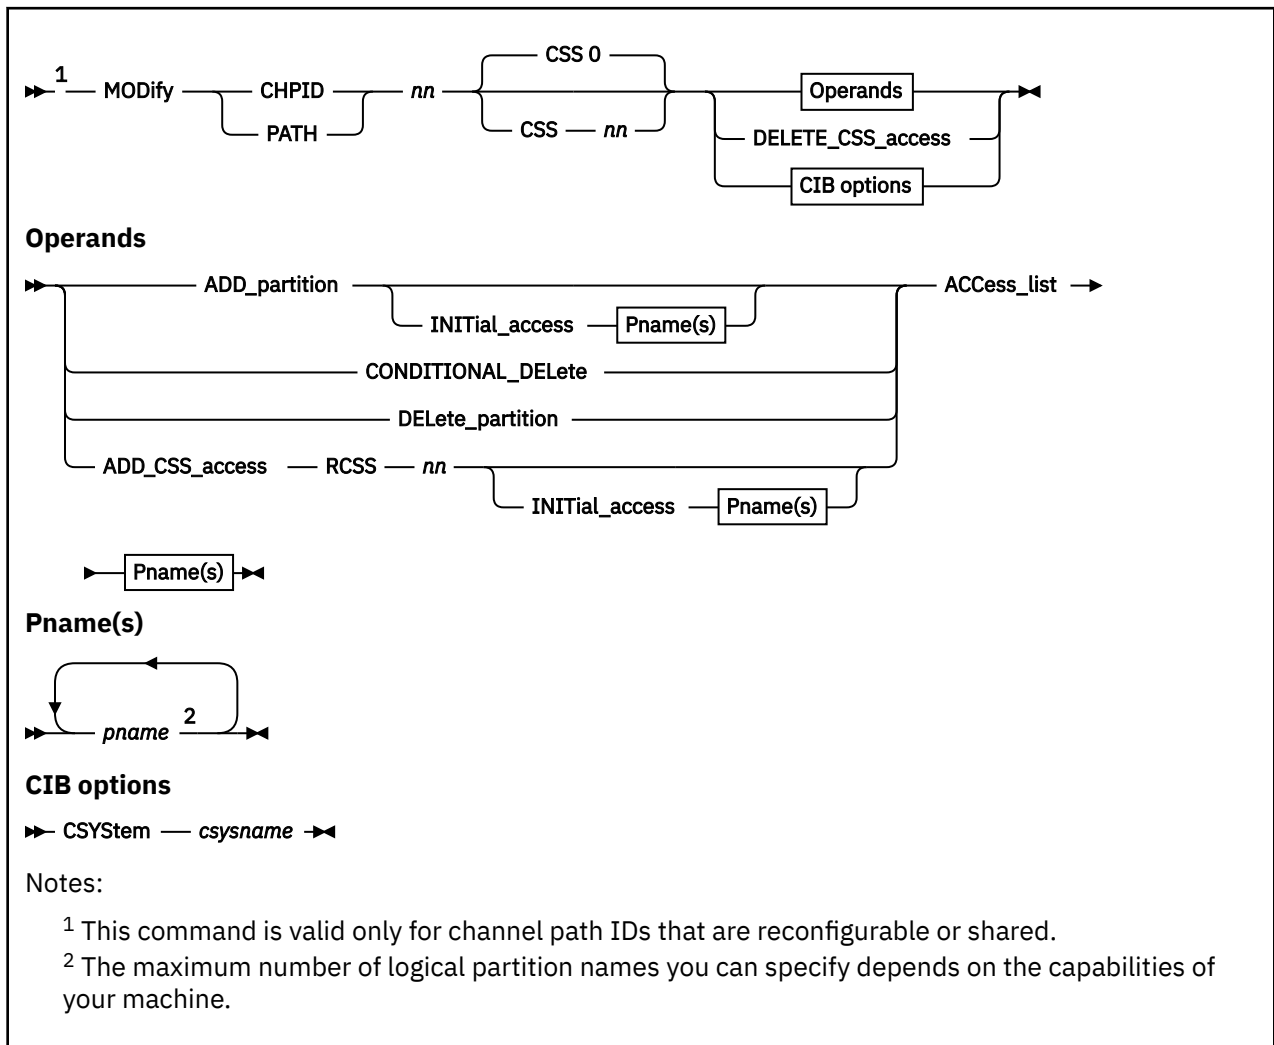 CSS 0
1 MODify CHPID nn Operands
PATH CSS nn DELETE_CSS_access
CIB options
Operands
ADD_partition ACCess_list
INITial_access Pname(s)
CONDITIONAL_DELete
DELete_partition
ADD_CSS_access RCSS nn
INITial_access Pname(s)
Pname(s)
Pname(s)
pname 2
CIB options
CSYStem csysname
Notes:
1 This command is valid only for channel path IDs that are reconfigurable or shared.
2 The maximum number of logical partition names you can specify depends on the capabilities of
your machine.